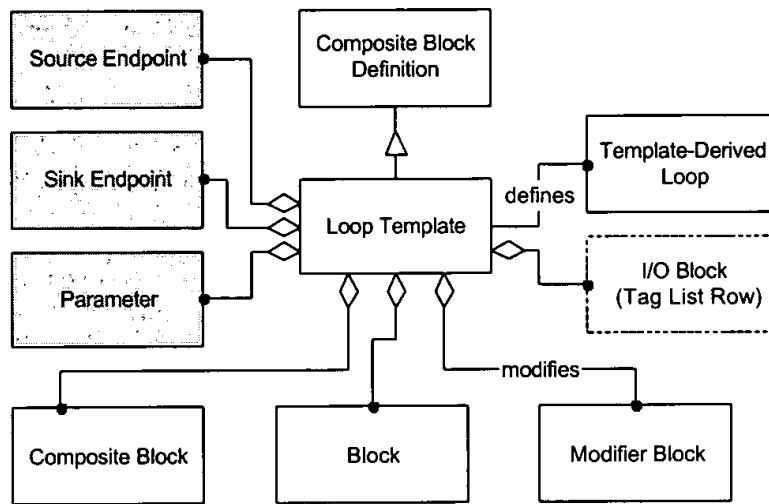 Source Endpoint
Composite Block
Definition
Sink Endpoint
Template-Derived
Loop
defines
Loop Template
Parameter
I/O Block
(Tag List Row)
modifies
Composite Block
Block
Modifier Block